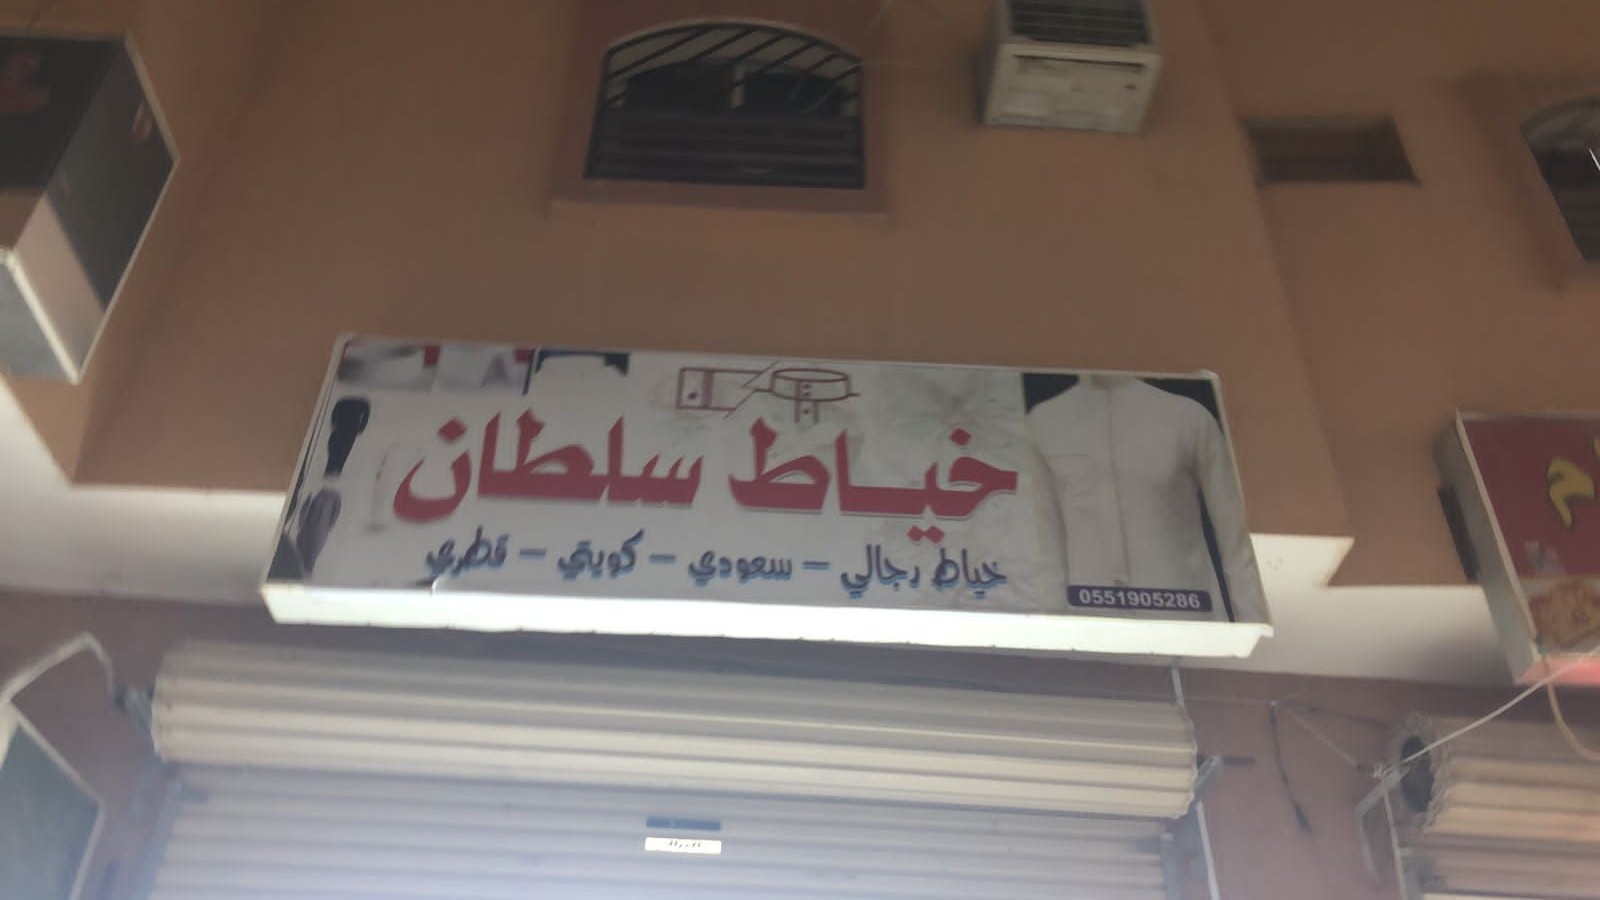 خياط سلطان
خياط رجالي - سعودي - كويتي - قطري
0551905286